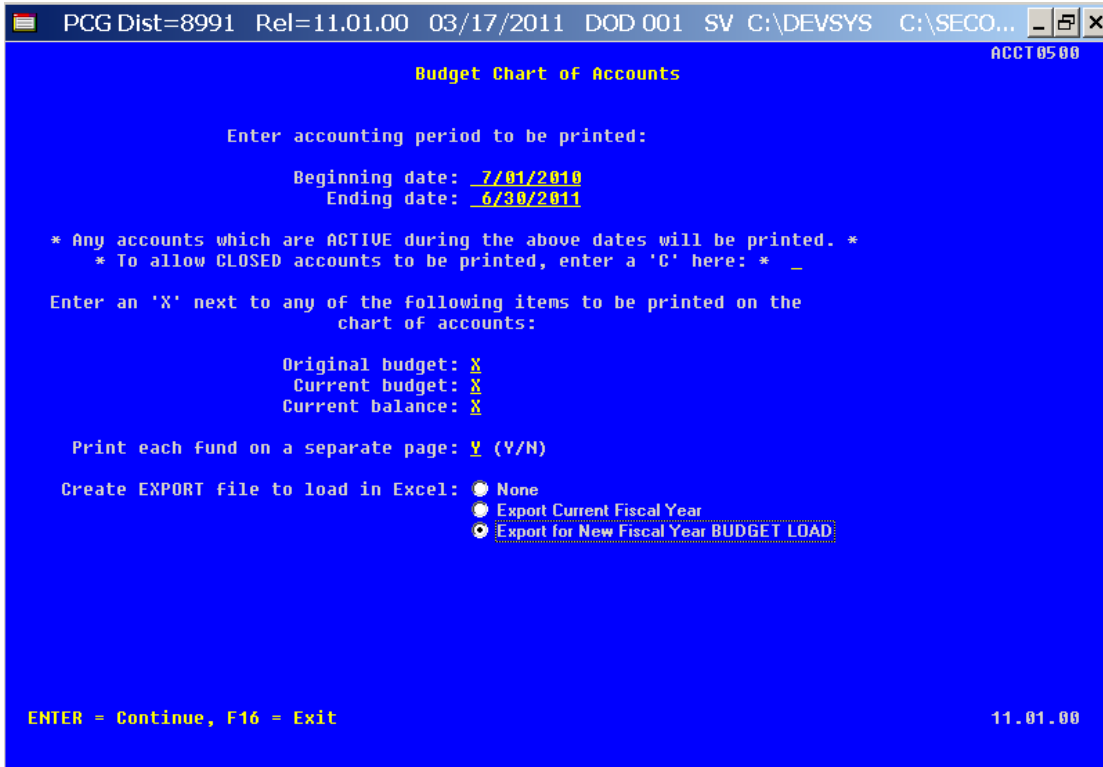 PCG Dist=8991 Rel=11.01.00 03/17/2011 DOD 001 SV C:\DEVSYS C:\SECO...
ACCT0500
Budget Chart of Accounts
Enter accounting period to be printed:
Beginning date: 7/01/2010
Ending date: 6/30/2011
* Any accounts which are ACTIVE during the above dates will be printed. *
* To allow CLOSED accounts to be printed, enter a 'C' here: * _
Enter an 'X' next to any of the following items to be printed on the
chart of accounts:
Original budget: X
Current budget: X
Current balance: X
Print each fund on a separate page: Y (Y/N)
Create EXPORT file to load in Excel: None
Export Current Fiscal Year
Export for New Fiscal Year BUDGET LOAD
ENTER = Continue, F16 = Exit 11.01.00